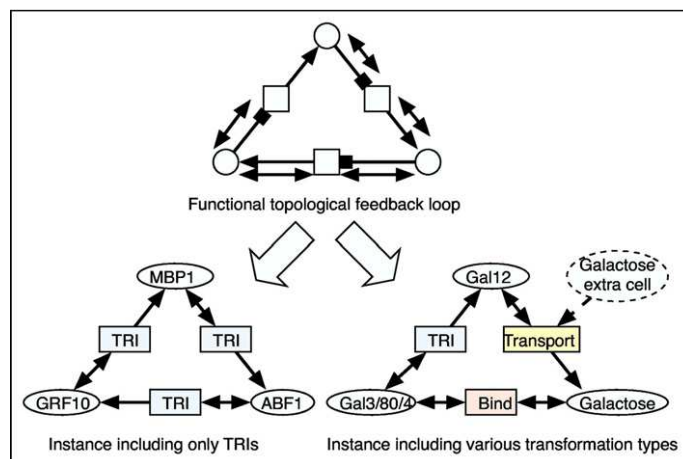 Functional topological feedback loop
MBP1
TRI
TRI
GRF10
TRI
ABF1
Instance including only TRIs
Gal12
Galactose
extra cell
TRI
Transport
Gal3/80/4
Bind
Galactose
Instance including various transformation types